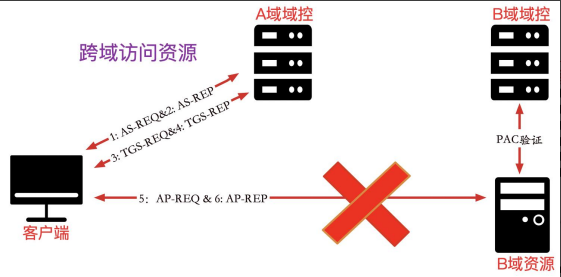 A域域控
B域域控
跨域访问资源
1: AS-REQ&2: AS-REP
3: TGS-REQ&4: TGS-REP
PAC验证
5：AP-REQ & 6: AP-REP
客户端
B域资源